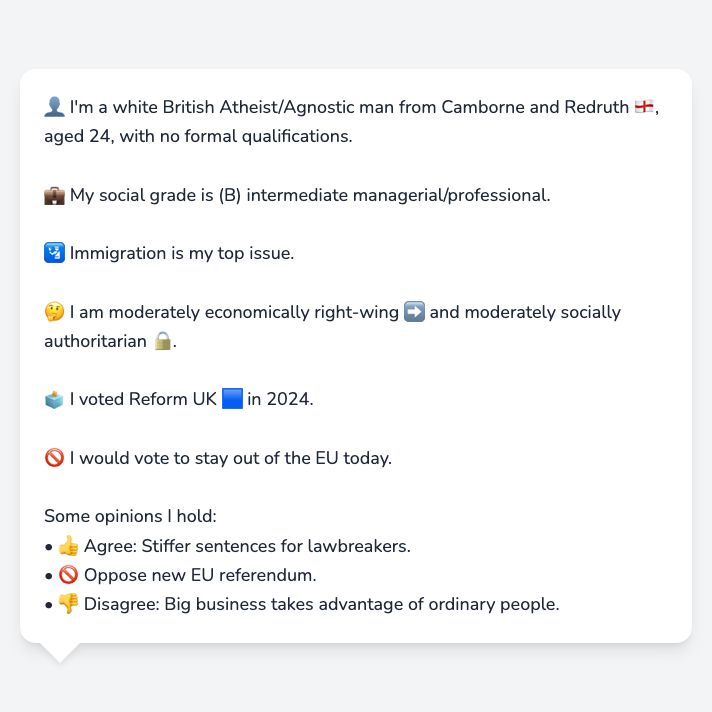 👤 I'm a white British Atheist/Agnostic man from Camborne and Redruth 🏴󠁧󠁢󠁥󠁮󠁧󠁿,
aged 24, with no formal qualifications.
💼 My social grade is (B) intermediate managerial/professional.
🛂 Immigration is my top issue.
🤔 I am moderately economically right-wing ➡️ and moderately socially
authoritarian 🔒.
🗳️ I voted Reform UK 🟦 in 2024.
🚫 I would vote to stay out of the EU today.
Some opinions I hold:
• 👍 Agree: Stiffer sentences for lawbreakers.
• 🚫 Oppose new EU referendum.
• 👎 Disagree: Big business takes advantage of ordinary people.